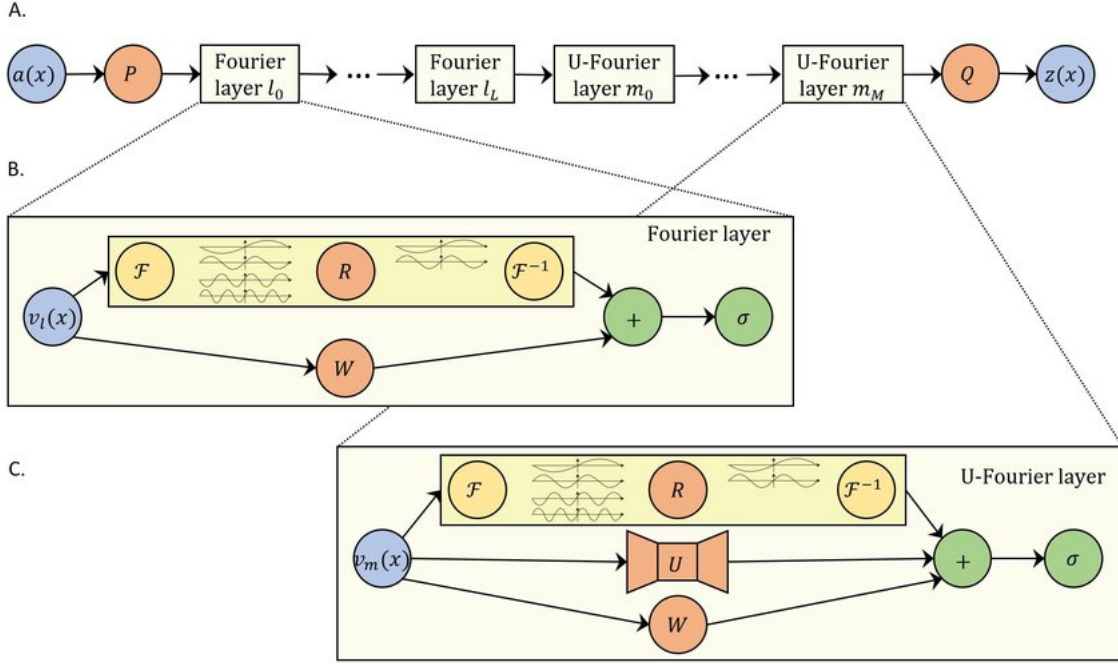 A.
a(x) P Fourier layer l₀ ... Fourier layer l_L U-Fourier layer m₀ ... U-Fourier layer m_M Q z(x)
B.
Fourier layer
ℱ R ℱ⁻¹
v_l(x) + σ
W
C.
U-Fourier layer
ℱ R ℱ⁻¹
v_m(x) U + σ
W